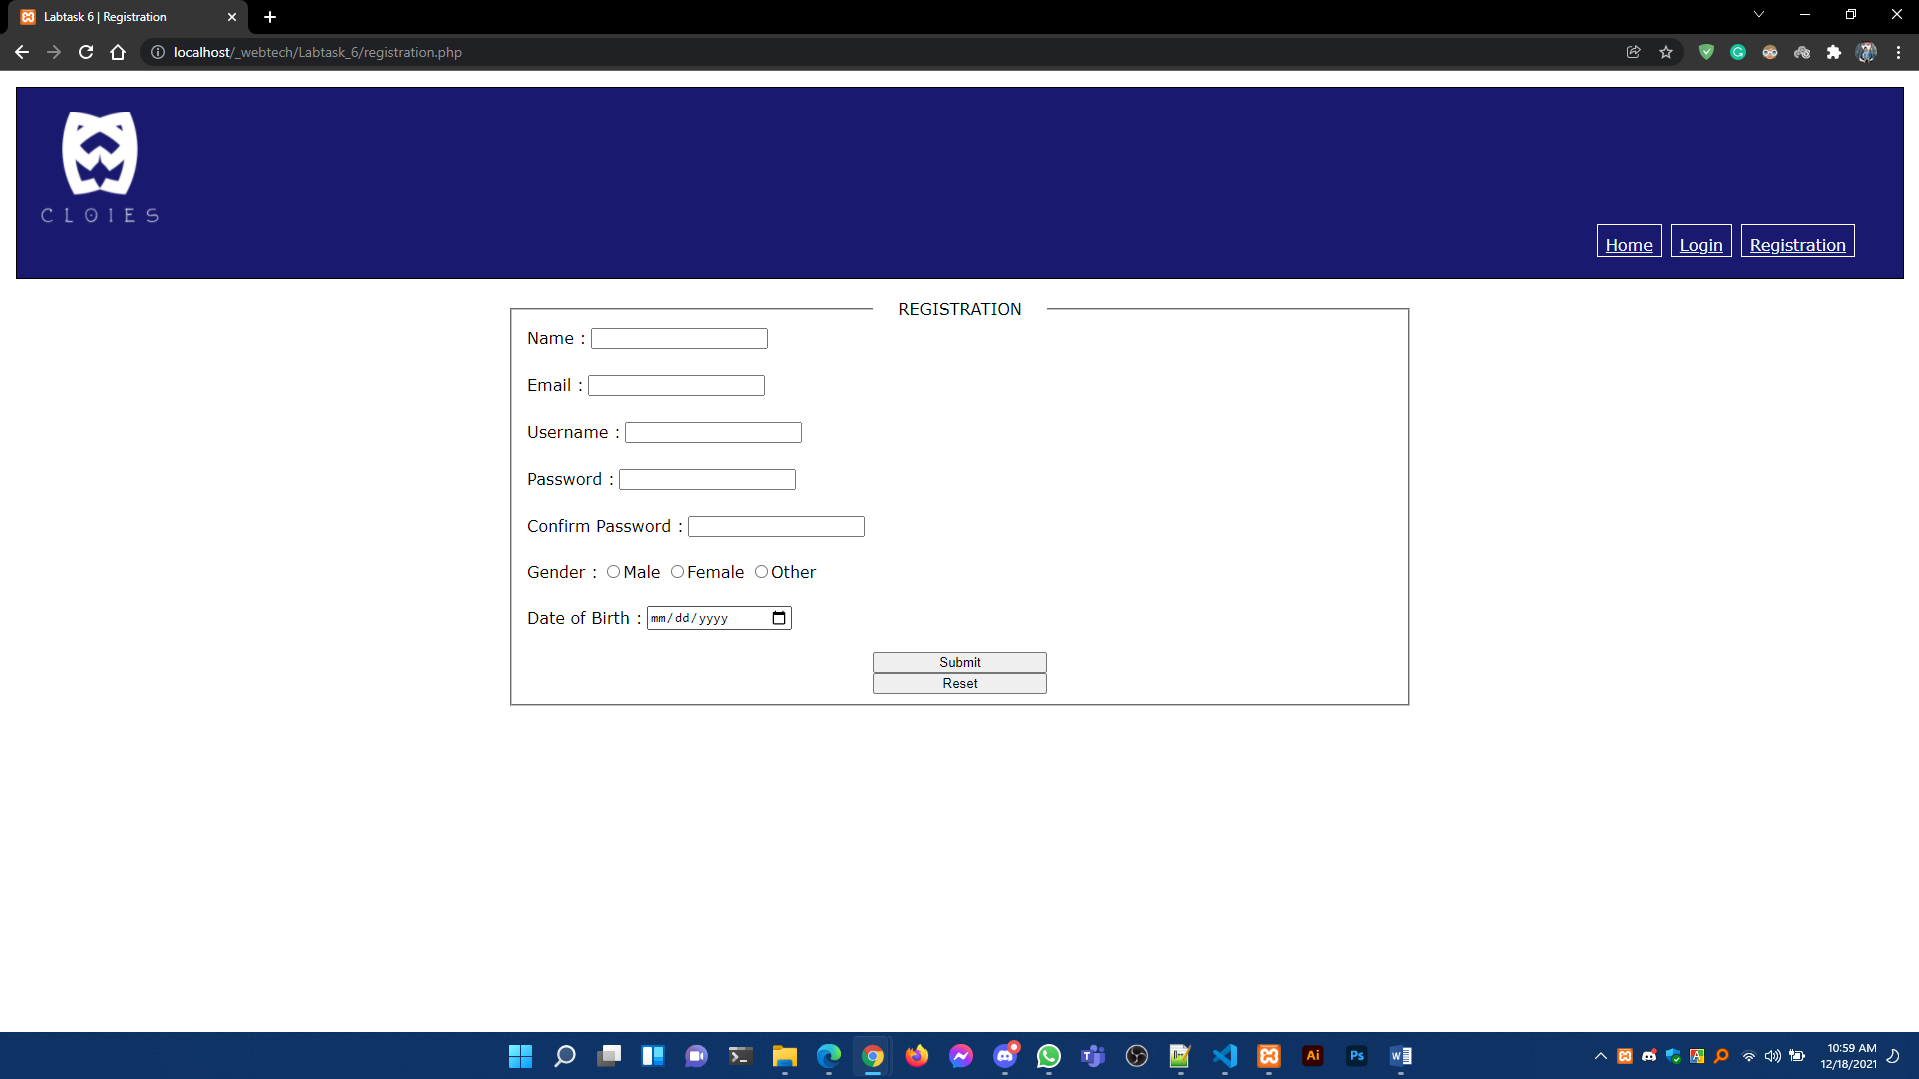 Labtask 6 | Registration
localhost/_webtech/Labtask_6/registration.php
CLOIES
Home Login Registration
REGISTRATION
Name :
Email :
Username :
Password :
Confirm Password :
Gender : Male Female Other
Date of Birth : mm/dd/yyyy
Submit
Reset
Ai Ps
10:59 AM
12/18/2021